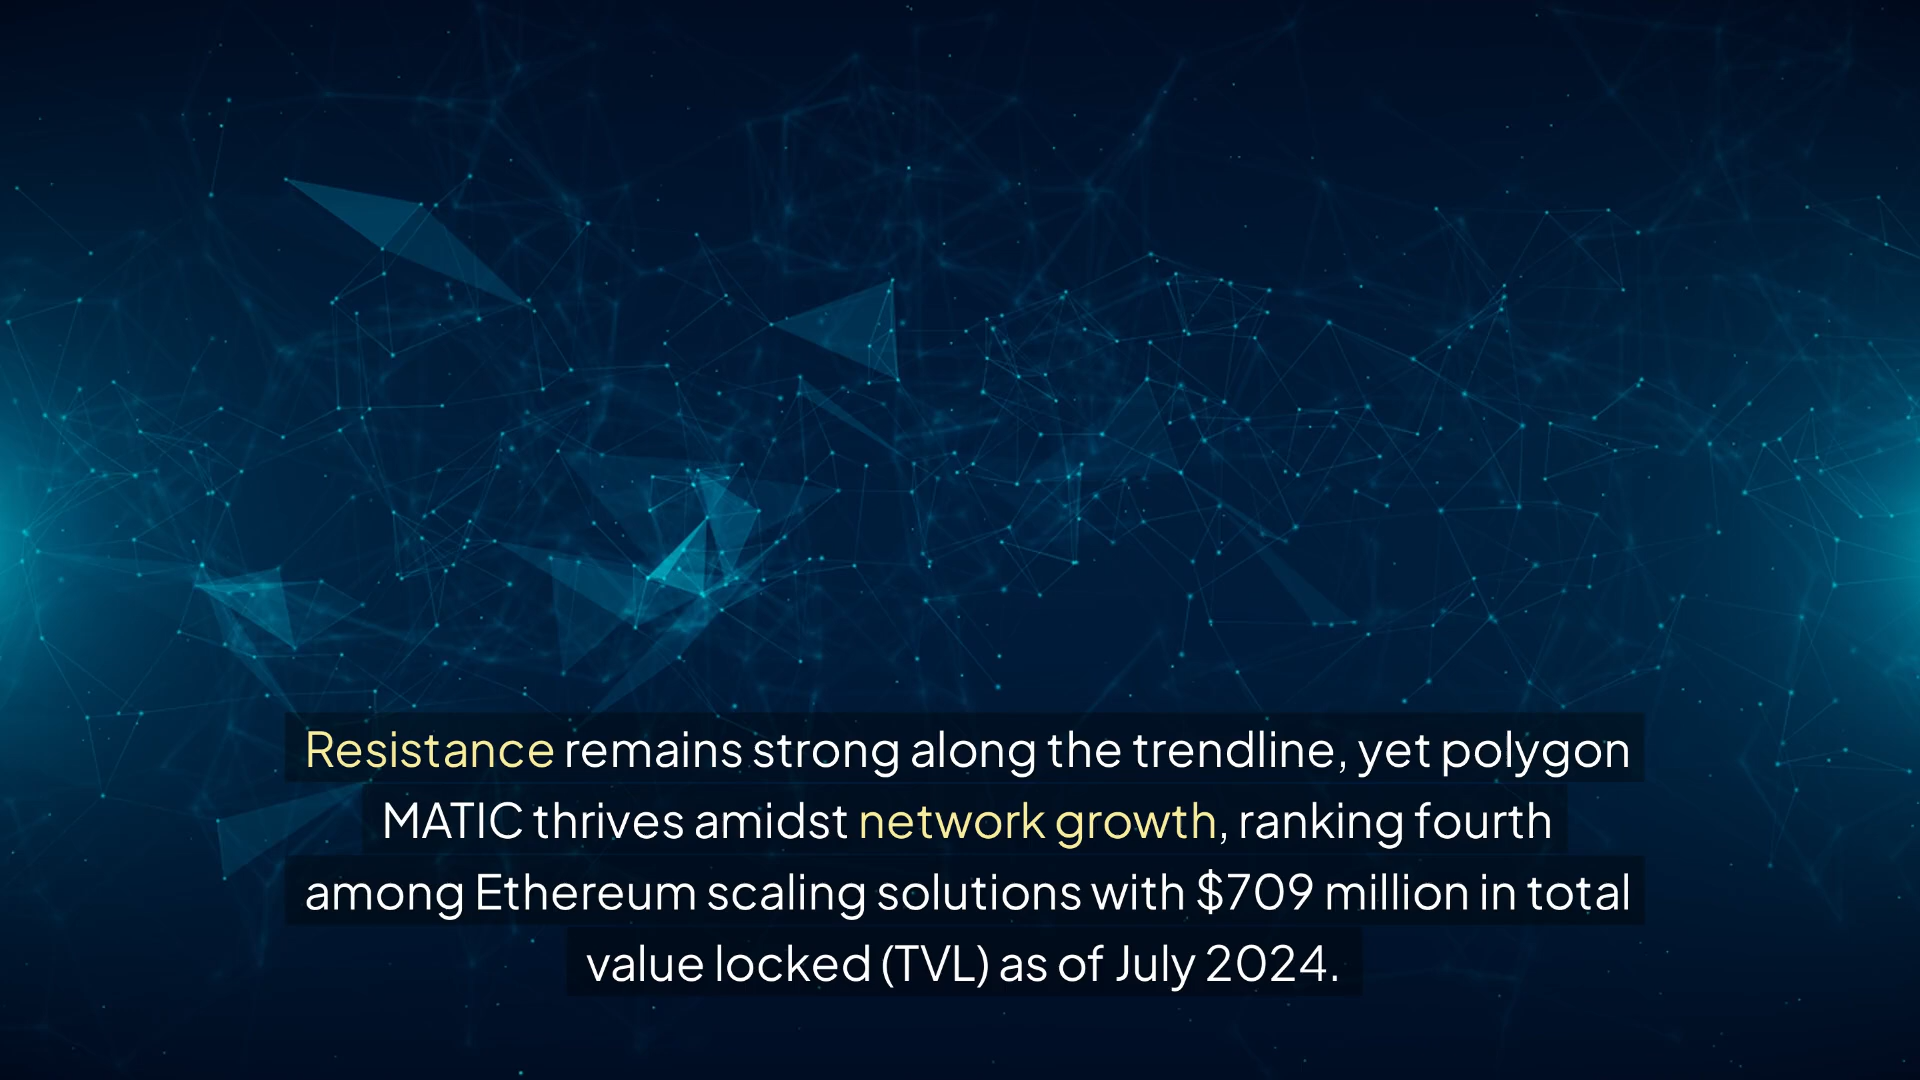 Resistance remains strong along the trendline, yet polygon
MATIC thrives amidst network growth, ranking fourth
among Ethereum scaling solutions with $709 million in total
value locked (TVL) as of July 2024.